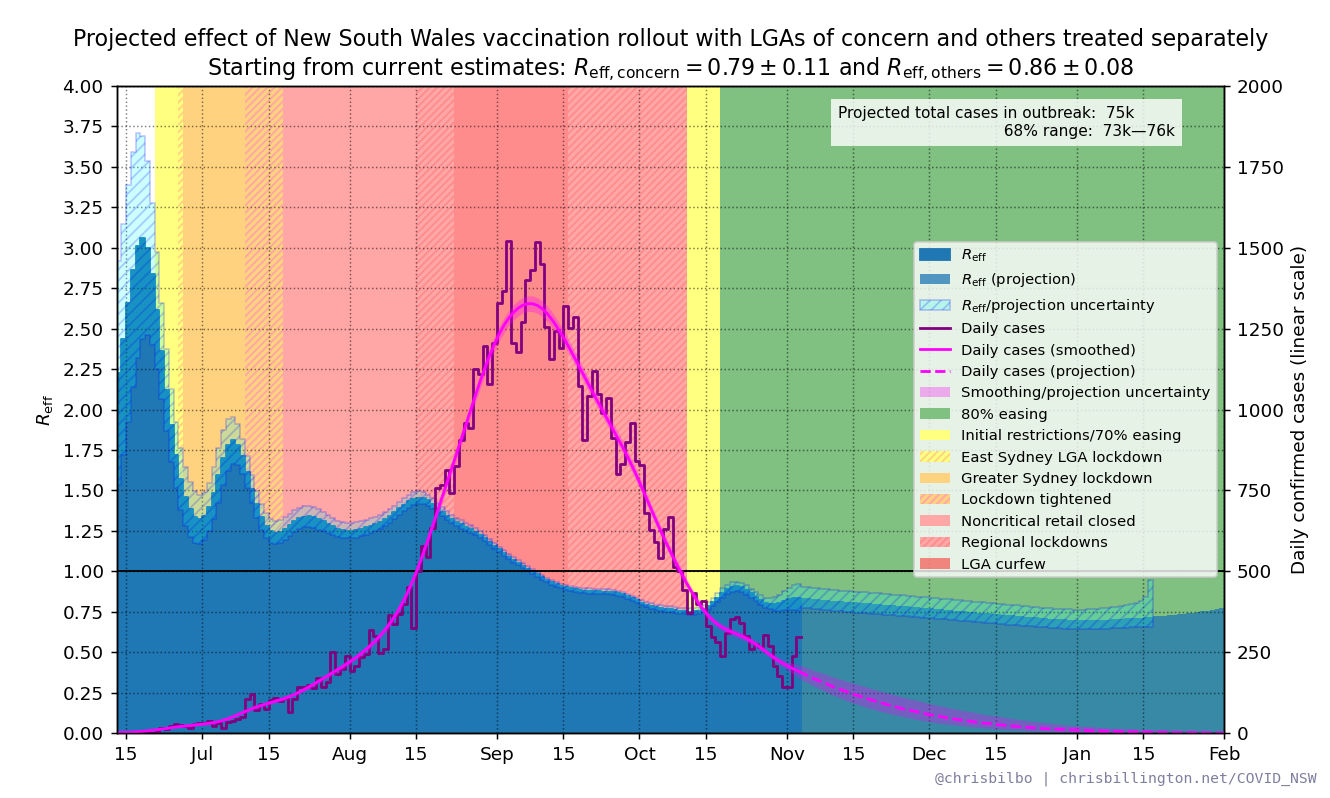 Projected effect of New South Wales vaccination rollout with LGAs of concern and others treated separately
Starting from current estimates: R_eff, concern = 0.79 ± 0.11 and R_eff, others = 0.86 ± 0.08
4.00
3.75
3.50
3.25
3.00
2.75
2.50
2.25
2.00
1.75
1.50
1.25
1.00
0.75
0.50
0.25
0.00
R_eff
Projected total cases in outbreak: 75k
68% range: 73k—76k
R_eff
R_eff (projection)
R_eff/projection uncertainty
Daily cases
Daily cases (smoothed)
Daily cases (projection)
Smoothing/projection uncertainty
80% easing
Initial restrictions/70% easing
East Sydney LGA lockdown
Greater Sydney lockdown
Lockdown tightened
Noncritical retail closed
Regional lockdowns
LGA curfew
2000
1750
1500
1250
1000
750
500
250
0
Daily confirmed cases (linear scale)
15 Jul 15 Aug 15 Sep 15 Oct 15 Nov 15 Dec 15 Jan 15 Feb
@chrisbilbo | chrisbillington.net/COVID_NSW